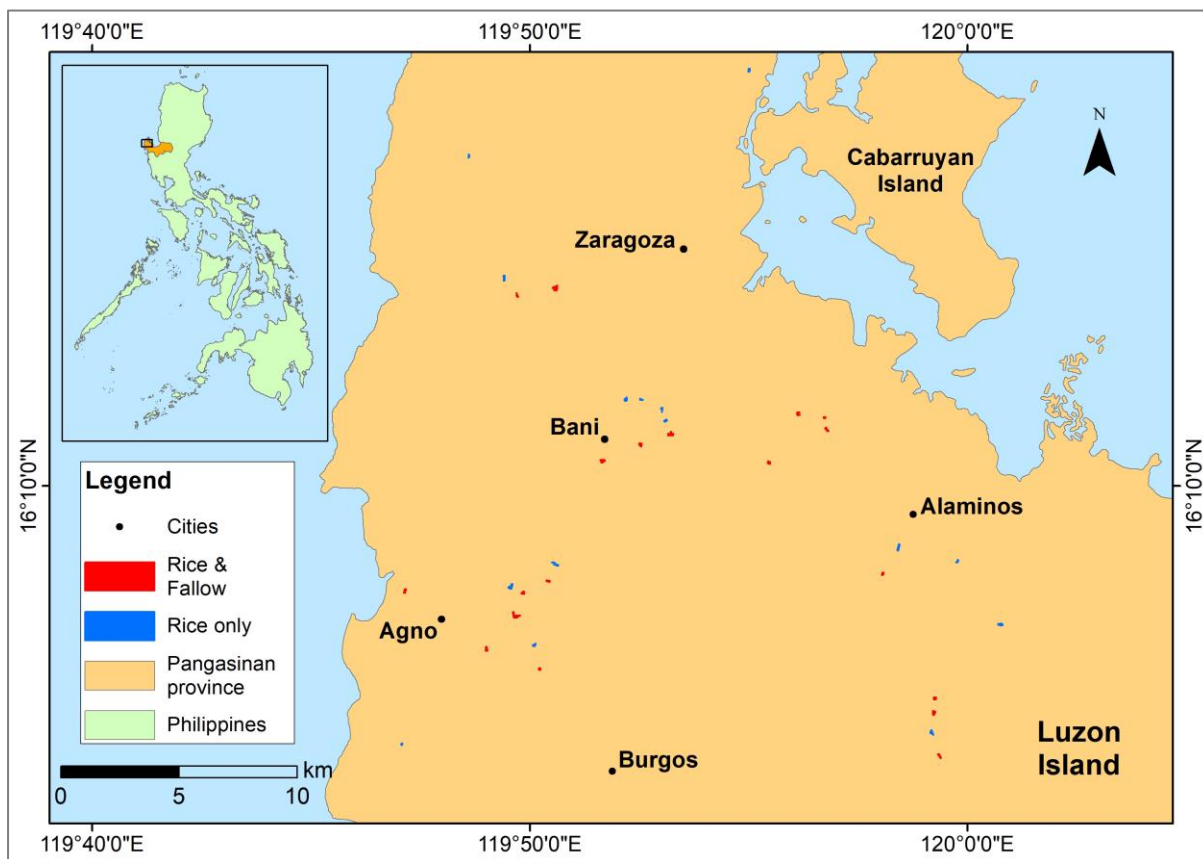 119°40'0"E
119°50'0"E
120°0'0"E
N
Cabarruyan
Island
Zaragoza
Bani
16°10'0"N
16°10'0"N
Alaminos
Agno
Burgos
Luzon
Island
Legend
Cities
Rice &
Fallow
Rice only
Pangasinan
province
Philippines
km
0
5
10
119°40'0"E
119°50'0"E
120°0'0"E